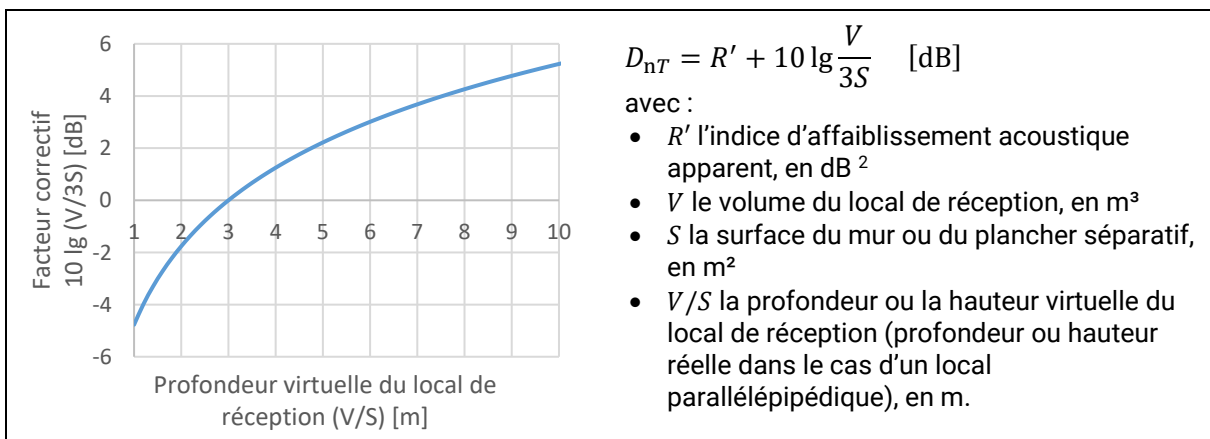 6
4
2
0
-2
-4
-6
1 2 3 4 5 6 7 8 9 10
Facteur correctif
10 lg (V/3S) [dB]
Profondeur virtuelle du local de
réception (V/S) [m]
D_nT = R′ + 10 lg V/3S [dB]
avec :
• R′ l'indice d'affaiblissement acoustique
apparent, en dB ²
• V le volume du local de réception, en m³
• S la surface du mur ou du plancher séparatif,
en m²
• V/S la profondeur ou la hauteur virtuelle du
local de réception (profondeur ou hauteur
réelle dans le cas d'un local
parallélépipédique), en m.